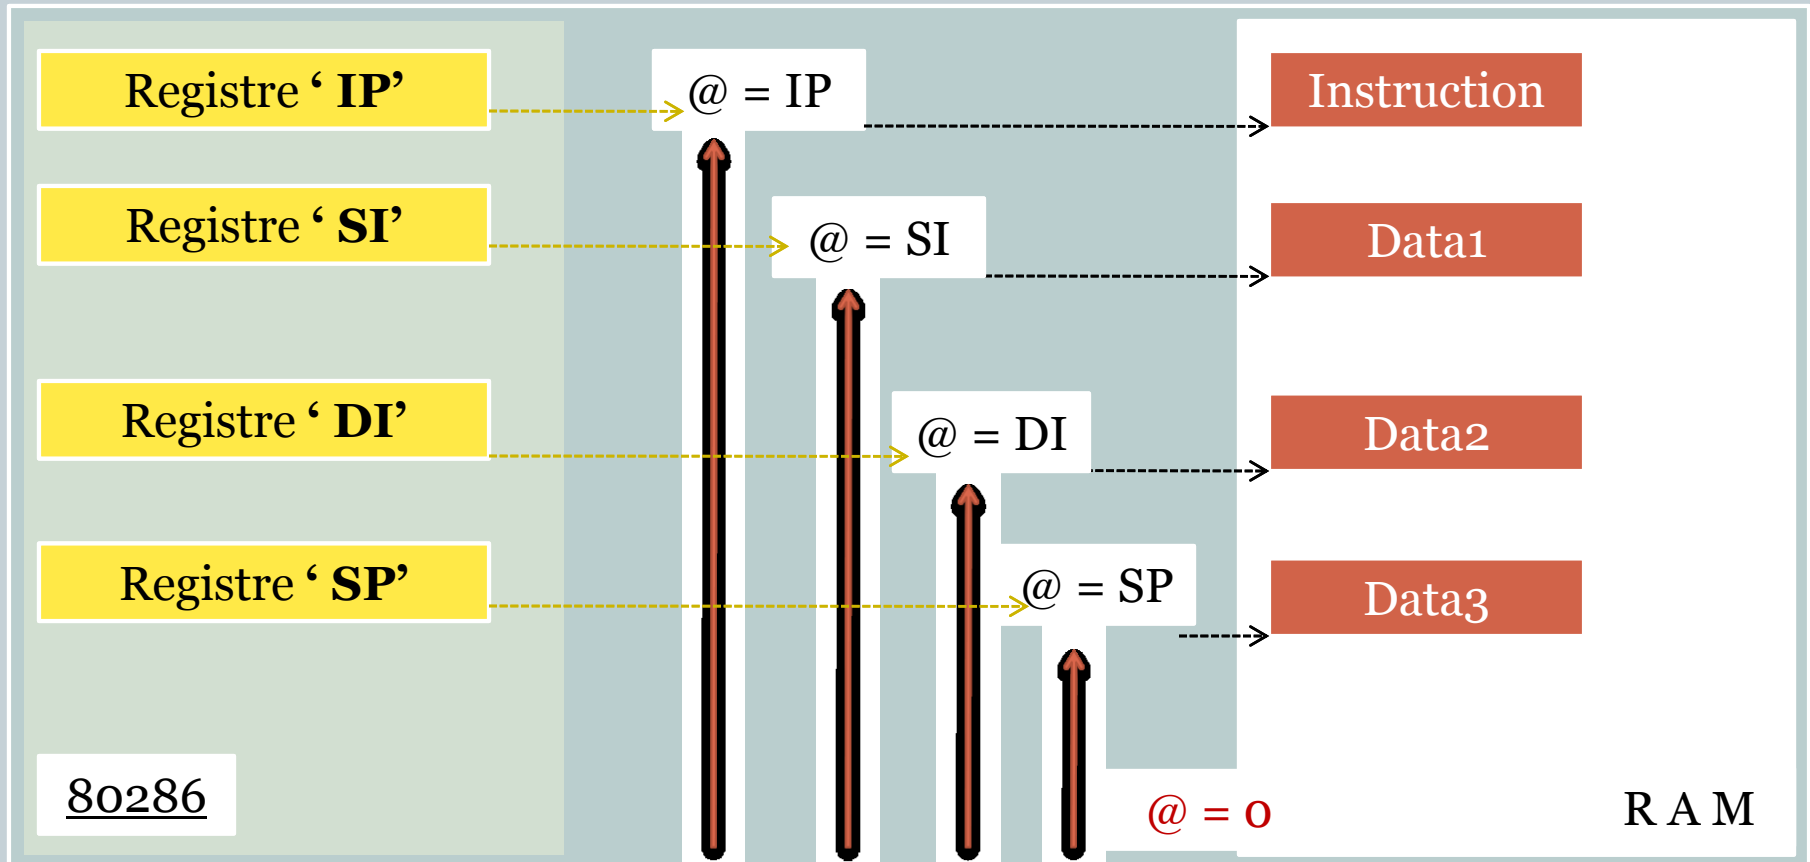 Registre ‘ IP’
@ = IP
Instruction
Registre ‘ SI’
@ = SI
Data1
Registre ‘ DI’
@ = DI
Data2
Registre ‘ SP’
@ = SP
Data3
80286
@ = 0
R A M